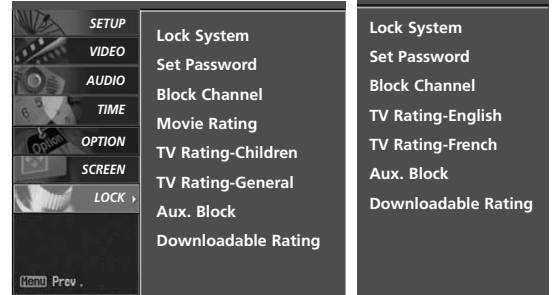 SETUP
VIDEO
AUDIO
TIME
OPTION
SCREEN
LOCK
Menu Prev.
Lock System
Set Password
Block Channel
Movie Rating
TV Rating-Children
TV Rating-General
Aux. Block
Downloadable Rating
Lock System
Set Password
Block Channel
TV Rating-English
TV Rating-French
Aux. Block
Downloadable Rating